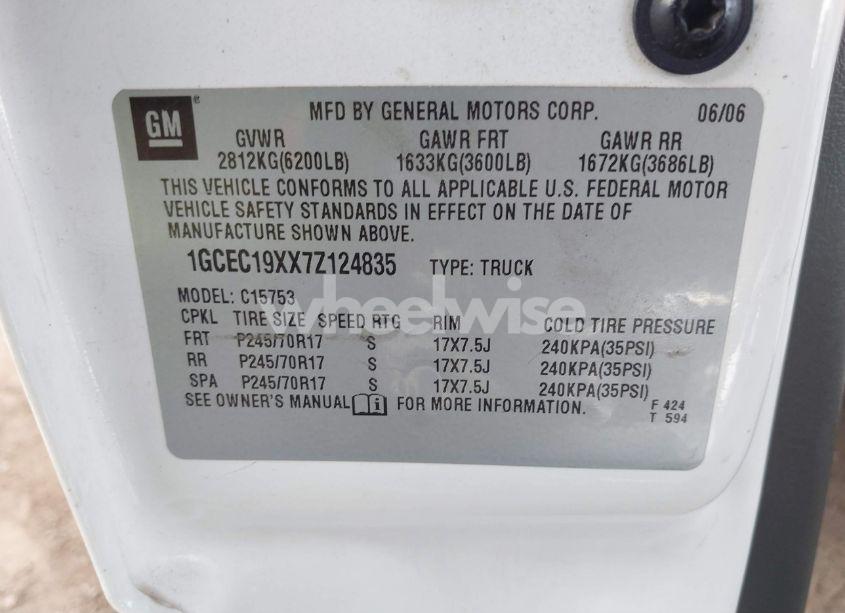 GM
MFD BY GENERAL MOTORS CORP. 06/06
GVWR GAWR FRT GAWR RR
2812KG(6200LB) 1633KG(3600LB) 1672KG(3686LB)
THIS VEHICLE CONFORMS TO ALL APPLICABLE U.S. FEDERAL MOTOR
VEHICLE SAFETY STANDARDS IN EFFECT ON THE DATE OF
MANUFACTURE SHOWN ABOVE.
1GCEC19XX7Z124835 TYPE: TRUCK
MODEL: C15753
wheelwise
CPKL TIRE SIZE SPEED RTG RIM COLD TIRE PRESSURE
FRT P245/70R17 S 17X7.5J 240KPA(35PSI)
RR P245/70R17 S 17X7.5J 240KPA(35PSI)
SPA P245/70R17 S 17X7.5J 240KPA(35PSI)
SEE OWNER'S MANUAL FOR MORE INFORMATION.
F 424
T 594